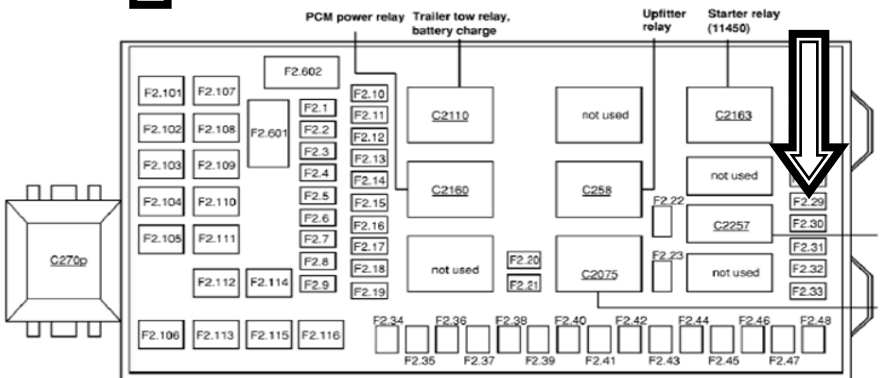 PCM power relay
Trailer tow relay,
battery charge
Upfitter
relay
Starter relay
(11450)
F2.602
F2.101
F2.107
F2.10
F2.1
F2.11
C2110
not used
C2163
F2.102
F2.108
F2.601
F2.2
F2.12
F2.3
F2.13
F2.103
F2.109
F2.4
F2.14
not used
F2.104
F2.110
F2.5
F2.15
C2160
C258
F2.22
F2.29
F2.6
F2.16
C2257
F2.30
F2.105
F2.111
F2.7
F2.17
F2.31
C270p
F2.8
F2.18
not used
F2.20
C2075
F2.23
not used
F2.32
F2.112
F2.114
F2.9
F2.19
F2.21
F2.33
F2.34
F2.36
F2.38
F2.40
F2.42
F2.44
F2.46
F2.48
F2.106
F2.113
F2.115
F2.116
F2.35
F2.37
F2.39
F2.41
F2.43
F2.45
F2.47